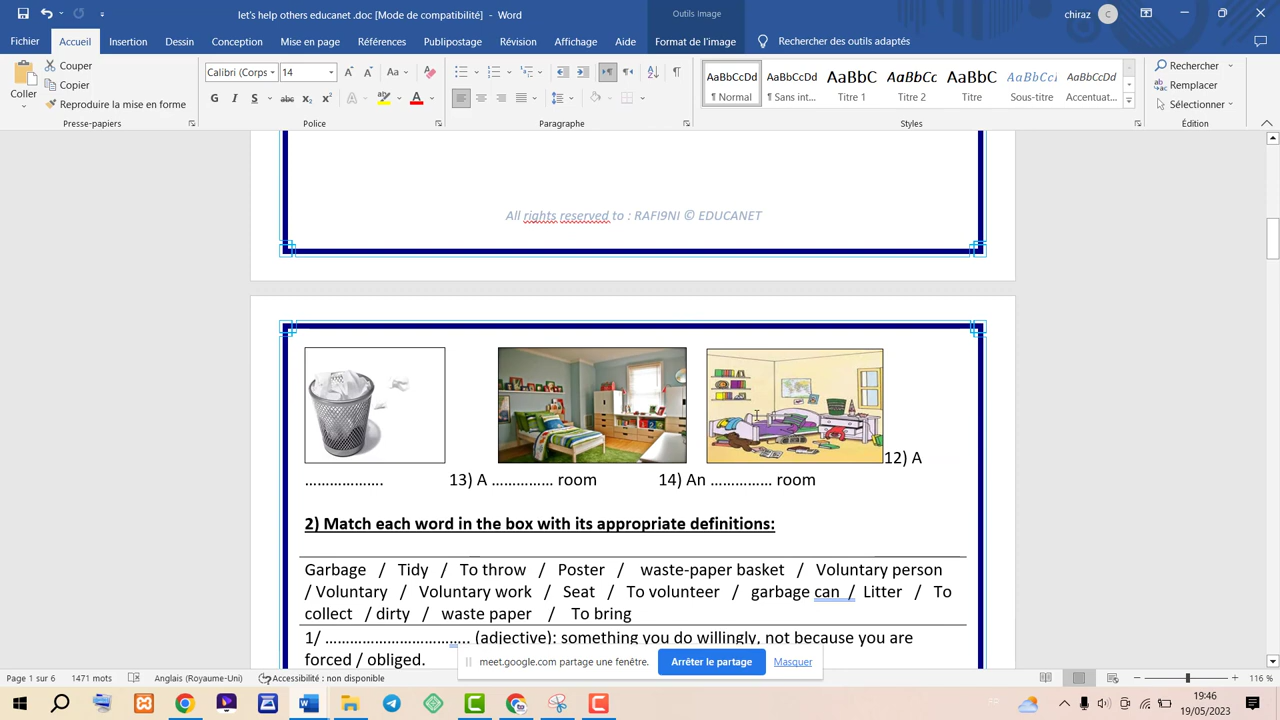 let's help others educanet .doc [Mode de compatibilité] - Word
Outils Image
chiraz
C
Fichier Accueil Insertion Dessin Conception Mise en page Références Publipostage Révision Affichage Aide Format de l'image Rechercher des outils adaptés
Coller
Couper
Copier
Reproduire la mise en forme
Presse-papiers
Calibri (Corps 14
G I S abc x₂ x²
Police
Paragraphe
AaBbCcDd AaBbCcDd AaBbC AaBbCc AaBbC AaBbCcI AaBbCcDd
¶ Normal ¶ Sans int... Titre 1 Titre 2 Titre Sous-titre Accentuat...
Styles
Rechercher
Remplacer
Sélectionner
Édition
All rights reserved to : RAFI9NI © EDUCANET
12) A
………………. 13) A …………… room 14) An …………… room
2) Match each word in the box with its appropriate definitions:
Garbage / Tidy / To throw / Poster / waste-paper basket / Voluntary person
/ Voluntary / Voluntary work / Seat / To volunteer / garbage can / Litter / To
collect / dirty / waste paper / To bring
1/ …………………………….. (adjective): something you do willingly, not because you are
forced / obliged.
meet.google.com partage une fenêtre. Arrêter le partage Masquer
Page 1 sur 6 1471 mots Anglais (Royaume-Uni) Accessibilité : non disponible 116 %
19:46
19/05/2023